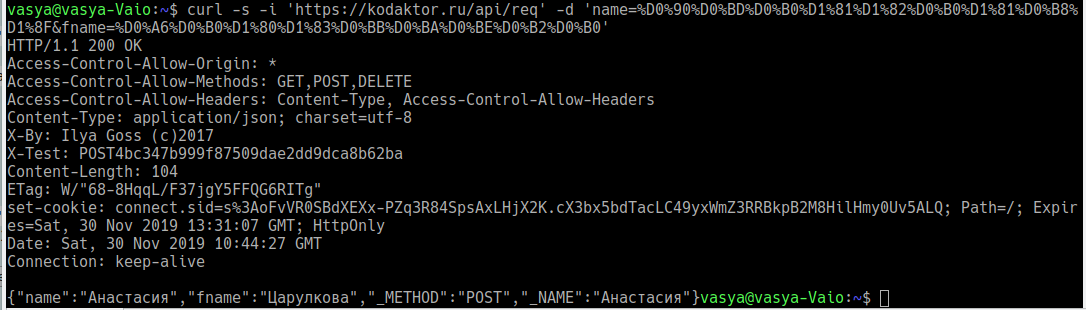 vasya@vasya-Vaio:~$ curl -s -i 'https://kodaktor.ru/api/req' -d 'name=%D0%90%D0%BD%D0%B0%D1%81%D1%82%D0%B0%D1%81%D0%B8%
D1%8F&fname=%D0%A6%D0%B0%D1%80%D1%83%D0%BB%D0%BA%D0%BE%D0%B2%D0%B0'
HTTP/1.1 200 OK
Access-Control-Allow-Origin: *
Access-Control-Allow-Methods: GET,POST,DELETE
Access-Control-Allow-Headers: Content-Type, Access-Control-Allow-Headers
Content-Type: application/json; charset=utf-8
X-By: Ilya Goss (c)2017
X-Test: POST4bc347b999f87509dae2dd9dca8b62ba
Content-Length: 104
ETag: W/"68-8HqqL/F37jgY5FFQG6RITg"
set-cookie: connect.sid=s%3AoFvVR0SBdXEXx-PZq3R84SpsAxLHjX2K.cX3bx5bdTacLC49yxWmZ3RRBkpB2M8HilHmy0Uv5ALQ; Path=/; Expir
es=Sat, 30 Nov 2019 13:31:07 GMT; HttpOnly
Date: Sat, 30 Nov 2019 10:44:27 GMT
Connection: keep-alive

{"name":"Анастасия","fname":"Царулкова","_METHOD":"POST","_NAME":"Анастасия"}vasya@vasya-Vaio:~$